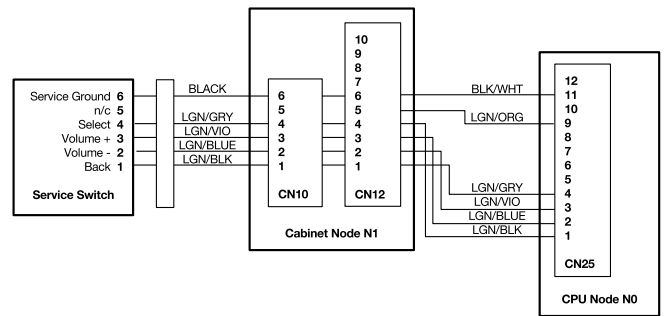 Service Ground 6
n/c 5
Select 4
Volume + 3
Volume - 2
Back 1
Service Switch
BLACK
LGN/GRY
LGN/VIO
LGN/BLUE
LGN/BLK
6
5
4
3
2
1
CN10
10
9
8
7
6
5
4
3
2
1
CN12
Cabinet Node N1
BLK/WHT
LGN/ORG
LGN/GRY
LGN/VIO
LGN/BLUE
LGN/BLK
12
11
10
9
8
7
6
5
4
3
2
1
CN25
CPU Node N0